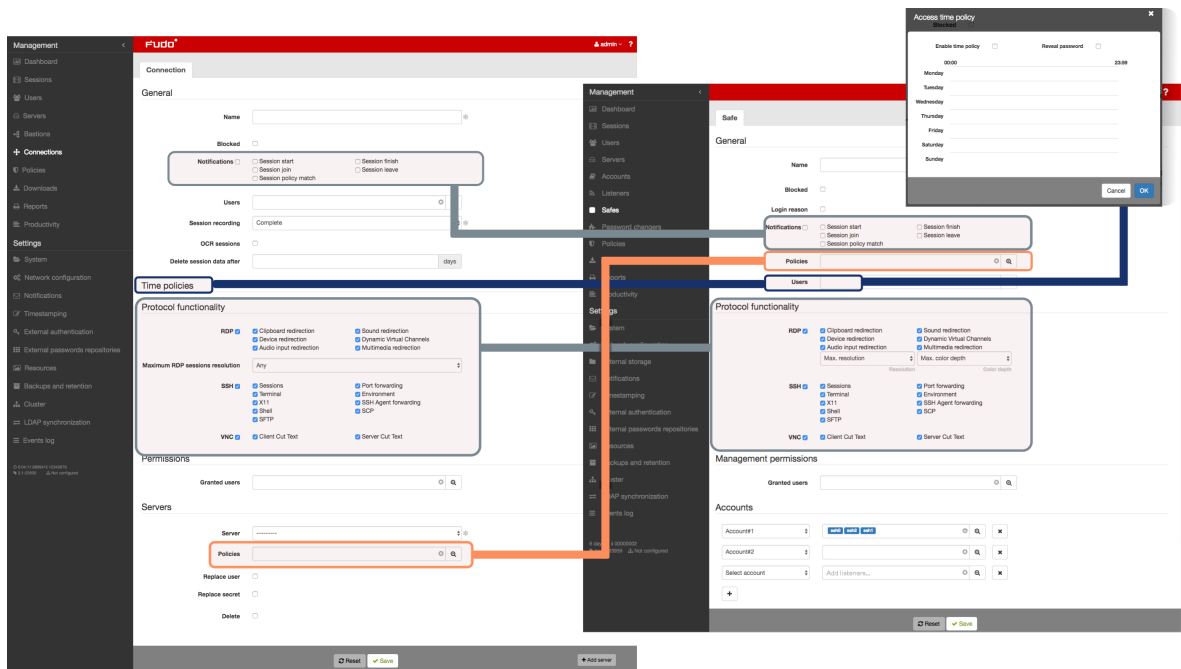 Management
Dashboard
Sessions
Users
Servers
Bastions
Connections
Policies
Downloads
Reports
Productivity
Settings
System
Network configuration
Notifications
Timestamping
External authentication
External passwords repositories
Resources
Backups and retention
Cluster
LDAP synchronization
Events log
Not configured
FUDO
admin ?
Connection
General
Name
Blocked
Notifications
Session start Session finish
Session join Session leave
Session policy match
Users
Session recording Complete
OCR sessions
Delete session data after days
Time policies
Protocol functionality
RDP Clipboard redirection Sound redirection
Device redirection Dynamic Virtual Channels
Audio input redirection Multimedia redirection
Maximum RDP sessions resolution Any
SSH Sessions Port forwarding
Terminal Environment
X11 SSH Agent forwarding
Shell SCP
SFTP
VNC Client Cut Text Server Cut Text
Permissions
Granted users
Servers
Server ---------
Policies
Replace user
Replace secret
Delete
Reset Save
+ Add server
Management
Dashboard
Sessions
Users
Servers
Accounts
Listeners
Safes
Password changers
Policies
Productivity
External storage
Notifications
Timestamping
External authentication
External passwords repositories
Resources
Backups and retention
Cluster
LDAP synchronization
Events log
Not configured
?
Safe
General
Name
Blocked
Login reason
Notifications Session start Session finish
Session join Session leave
Session policy match
Policies
Users
Protocol functionality
RDP Clipboard redirection Sound redirection
Device redirection Dynamic Virtual Channels
Audio input redirection Multimedia redirection
Max. resolution Max. color depth
Resolution Color depth
SSH Sessions Port forwarding
Terminal Environment
X11 SSH Agent forwarding
Shell SCP
SFTP
VNC Client Cut Text Server Cut Text
Management permissions
Granted users
Accounts
Account#1
Account#2
Select account Add listeners...
+
Reset Save
Access time policy
Blocked
Enable time policy Reveal password
00:00 23:59
Monday
Tuesday
Wednesday
Thursday
Friday
Saturday
Sunday
Cancel OK